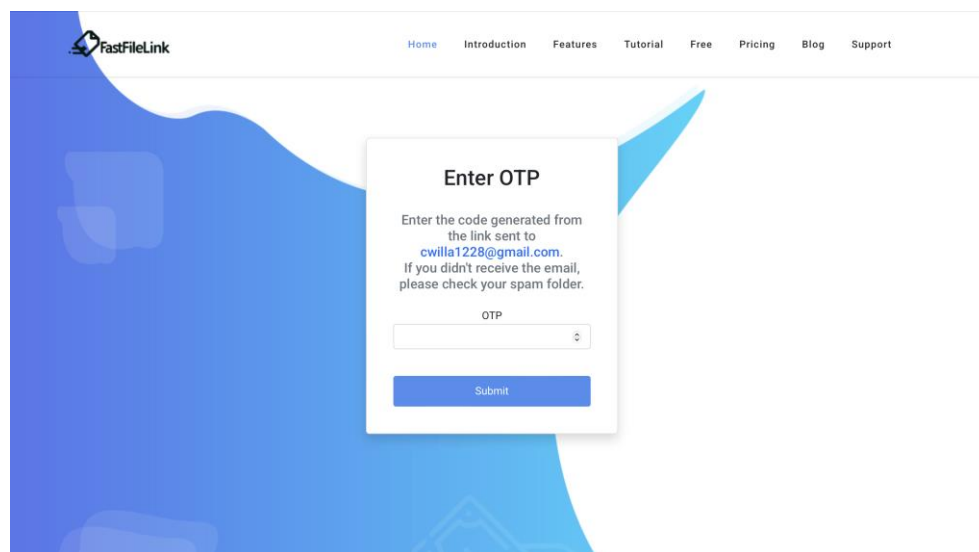 FastFileLink
Home Introduction Features Tutorial Free Pricing Blog Support
Enter OTP
Enter the code generated from
the link sent to
cwilla1228@gmail.com.
If you didn't receive the email,
please check your spam folder.
OTP
Submit